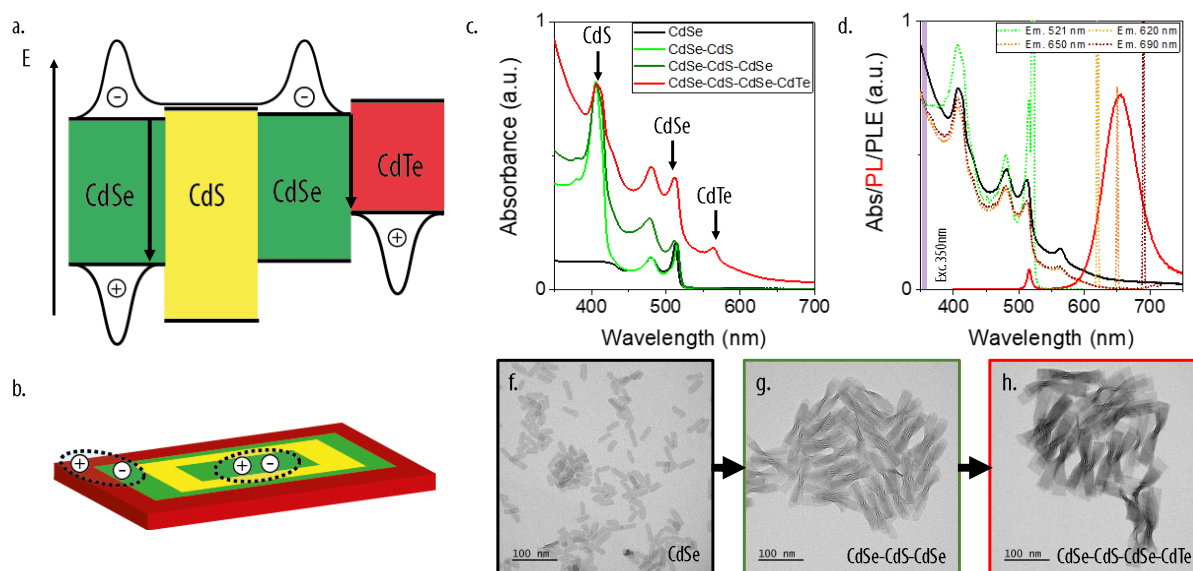 a.
E
−
−
CdSe
CdS
CdSe
CdTe
+
+
b.
+
−
+
−
c.
Absorbance (a.u.)
1
0
CdSe
CdSe-CdS
CdSe-CdS-CdSe
CdSe-CdS-CdSe-CdTe
CdS
CdSe
CdTe
400
500
600
700
Wavelength (nm)
d.
Abs/PL/PLE (a.u.)
1
0
Em. 521 nm
Em. 620 nm
Em. 650 nm
Em. 690 nm
Exc. 350nm
400
500
600
700
Wavelength (nm)
f.
100 nm
CdSe
g.
100 nm
CdSe-CdS-CdSe
h.
100 nm
CdSe-CdS-CdSe-CdTe